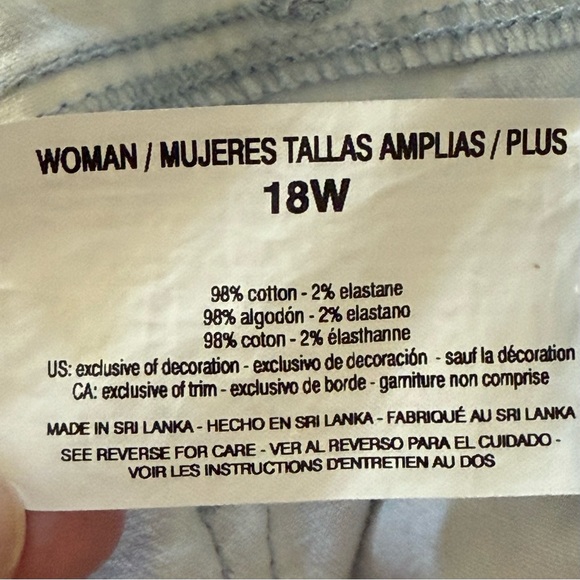 WOMAN / MUJERES TALLAS AMPLIAS / PLUS
18W
98% cotton - 2% elastane
98% algodón - 2% elastano
98% coton - 2% élasthanne
US: exclusive of decoration - exclusivo de decoración - sauf la décoration
CA: exclusive of trim - exclusivo de borde - garniture non comprise
MADE IN SRI LANKA - HECHO EN SRI LANKA - FABRIQUÉ AU SRI LANKA
SEE REVERSE FOR CARE - VER AL REVERSO PARA EL CUIDADO -
VOIR LES INSTRUCTIONS D'ENTRETIEN AU DOS